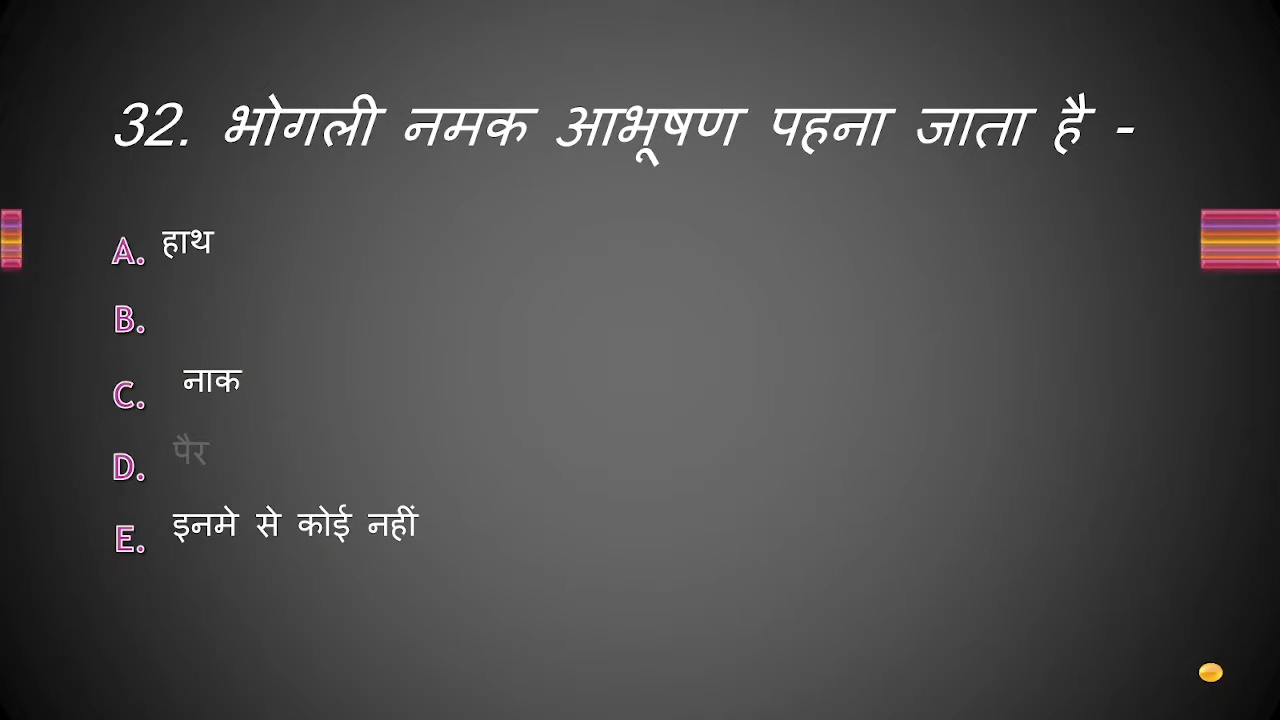 32. भोगली नमक आभूषण पहना जाता है -
A. हाथ
B.
C. नाक
D. पैर
E. इनमे से कोई नहीं